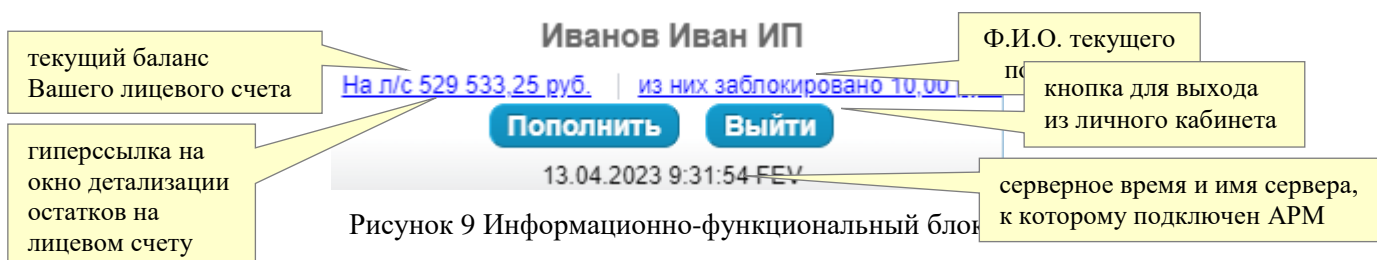 Иванов Иван ИП
Ф.И.О. текущего
по
текущий баланс
Вашего лицевого счета
На л/с 529 533,25 руб. из них заблокировано 10,00
кнопка для выхода
из личного кабинета
Пополнить Выйти
гиперссылка на
окно детализации
остатков на
лицевом счету
13.04.2023 9:31:54 FEV
серверное время и имя сервера,
к которому подключен АРМ
Рисунок 9 Информационно-функциональный блок